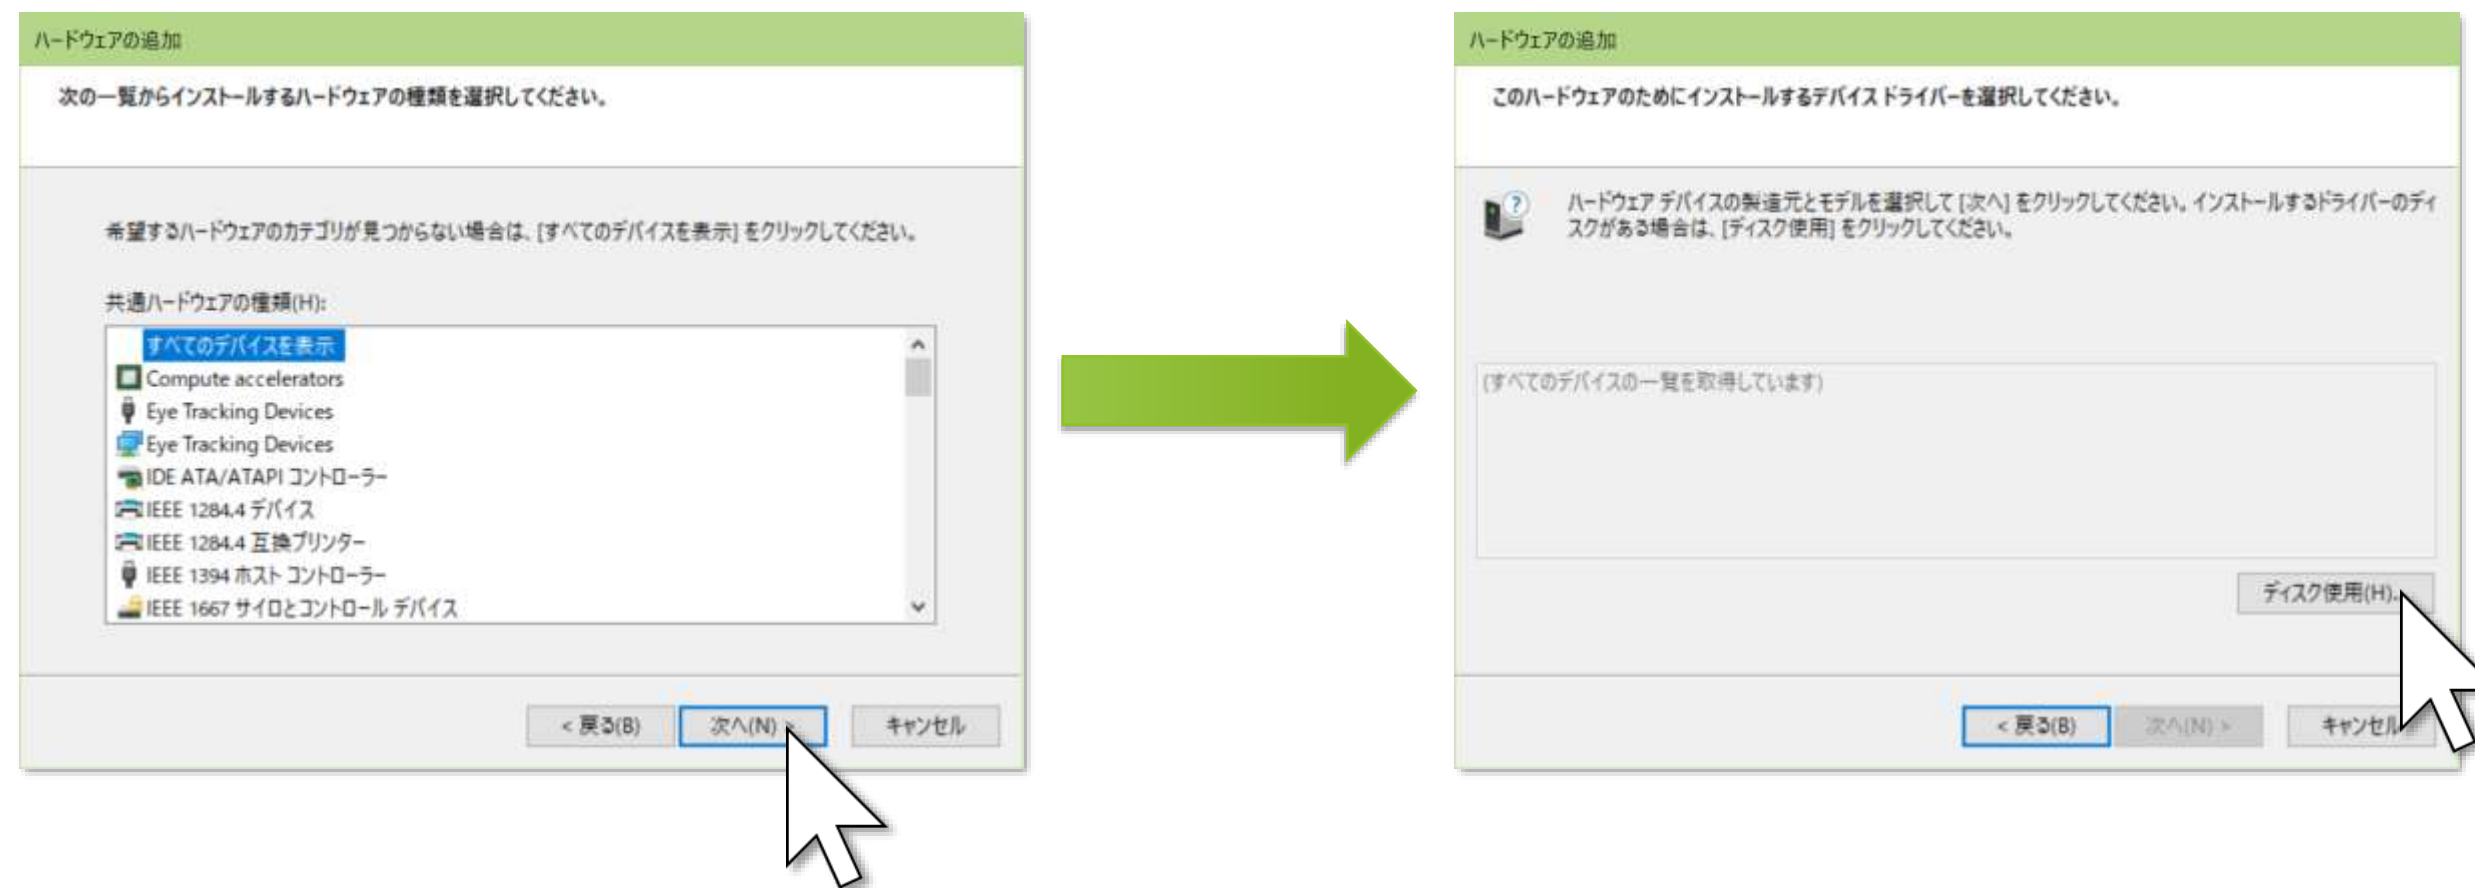 ハードウェアの追加
次の一覧からインストールするハードウェアの種類を選択してください。
希望するハードウェアのカテゴリが見つからない場合は、[すべてのデバイスを表示] をクリックしてください。
共通ハードウェアの種類(H):
すべてのデバイスを表示
Compute accelerators
Eye Tracking Devices
Eye Tracking Devices
IDE ATA/ATAPI コントローラー
IEEE 1284.4 デバイス
IEEE 1284.4 互換プリンター
IEEE 1394 ホスト コントローラー
IEEE 1667 サイロとコントロール デバイス
< 戻る(B)
次へ(N) >
キャンセル
ハードウェアの追加
このハードウェアのためにインストールするデバイス ドライバーを選択してください。
ハードウェア デバイスの製造元とモデルを選択して [次へ] をクリックしてください。インストールするドライバーのディ
スクがある場合は、[ディスク使用] をクリックしてください。
(すべてのデバイスの一覧を取得しています)
ディスク使用(H)...
< 戻る(B)
次へ(N) >
キャンセル